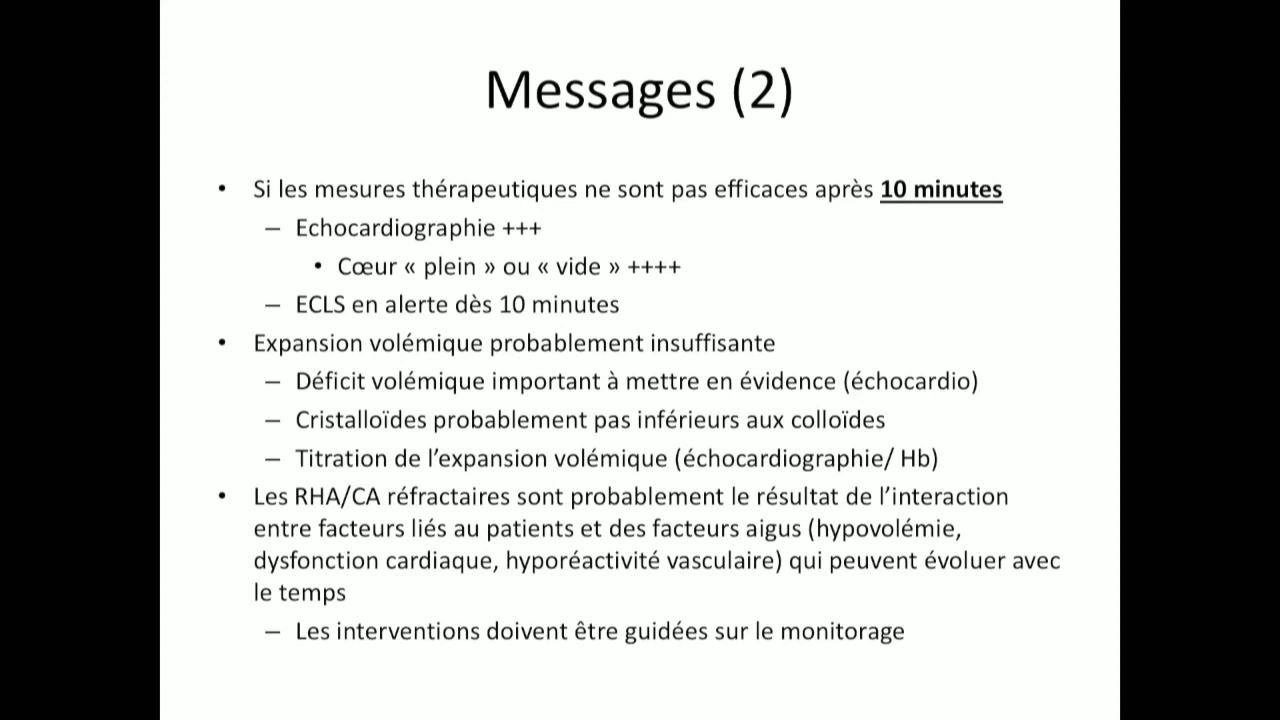 Messages (2)
• Si les mesures thérapeutiques ne sont pas efficaces après 10 minutes
– Echocardiographie +++
• Cœur « plein » ou « vide » ++++
– ECLS en alerte dès 10 minutes
• Expansion volémique probablement insuffisante
– Déficit volémique important à mettre en évidence (échocardio)
– Cristalloïdes probablement pas inférieurs aux colloïdes
– Titration de l’expansion volémique (échocardiographie/ Hb)
• Les RHA/CA réfractaires sont probablement le résultat de l’interaction
entre facteurs liés au patients et des facteurs aigus (hypovolémie,
dysfonction cardiaque, hyporéactivité vasculaire) qui peuvent évoluer avec
le temps
– Les interventions doivent être guidées sur le monitorage